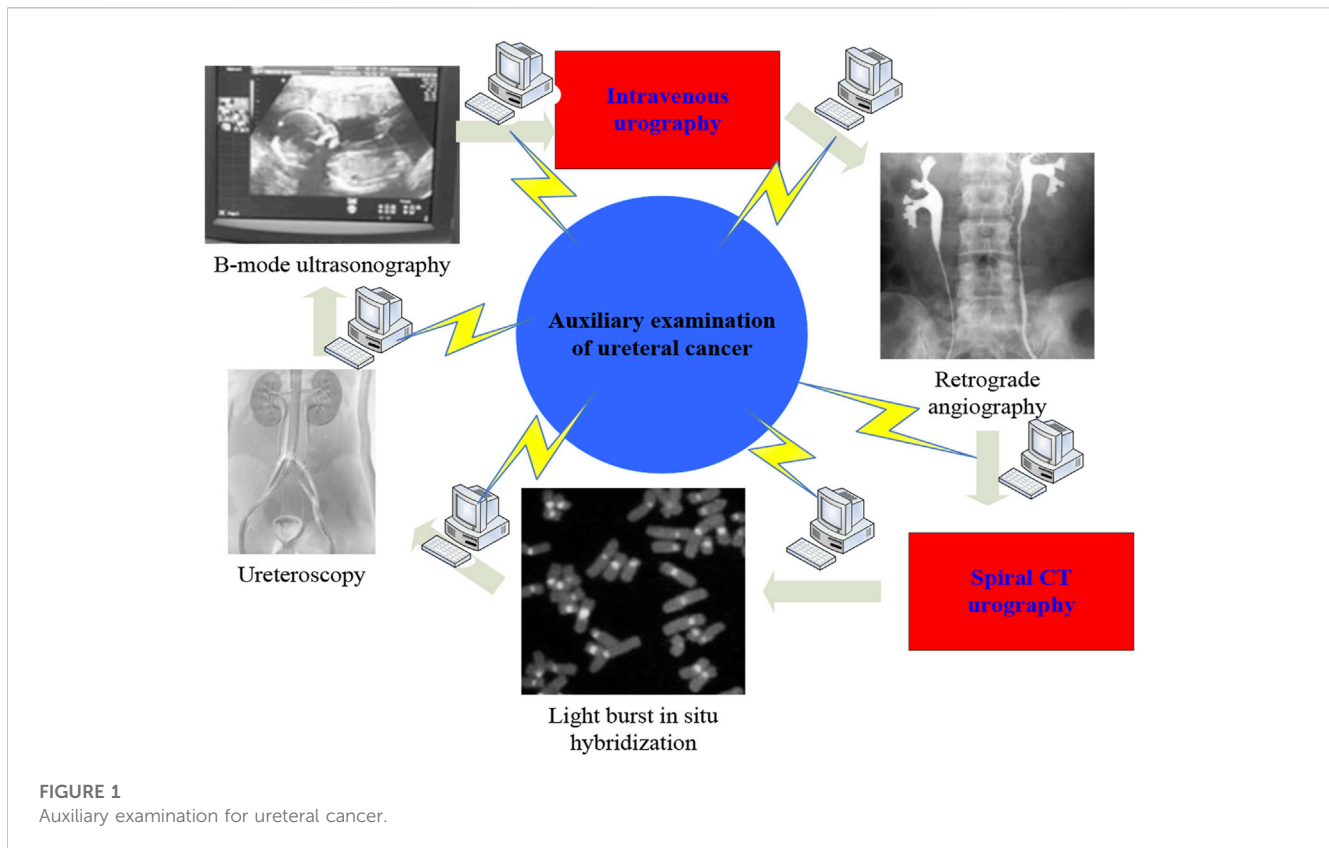 Intravenous
urography
B-mode ultrasonography
Auxiliary examination
of ureteral cancer
Retrograde
angiography
Ureteroscopy
Spiral CT
urography
Light burst in situ
hybridization
FIGURE 1
Auxiliary examination for ureteral cancer.